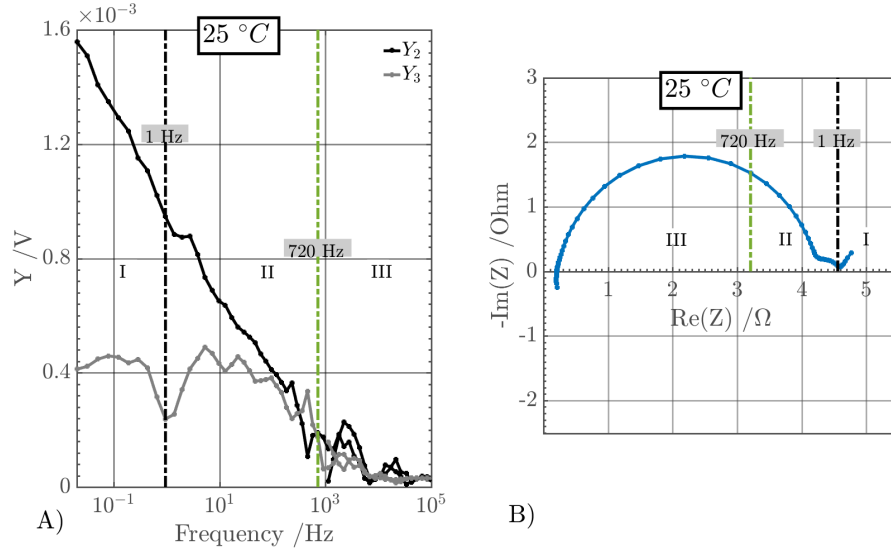 ×10⁻³
1.6
1.2
0.8
0.4
0
Y /V
25 °C
Y₂
Y₃
1 Hz
720 Hz
I
II
III
10⁻¹
10¹
10³
10⁵
Frequency /Hz
A)
25 °C
3
2
1
0
-1
-2
-Im(Z) /Ohm
720 Hz
1 Hz
III
II
I
1
2
3
4
5
Re(Z) /Ω
B)